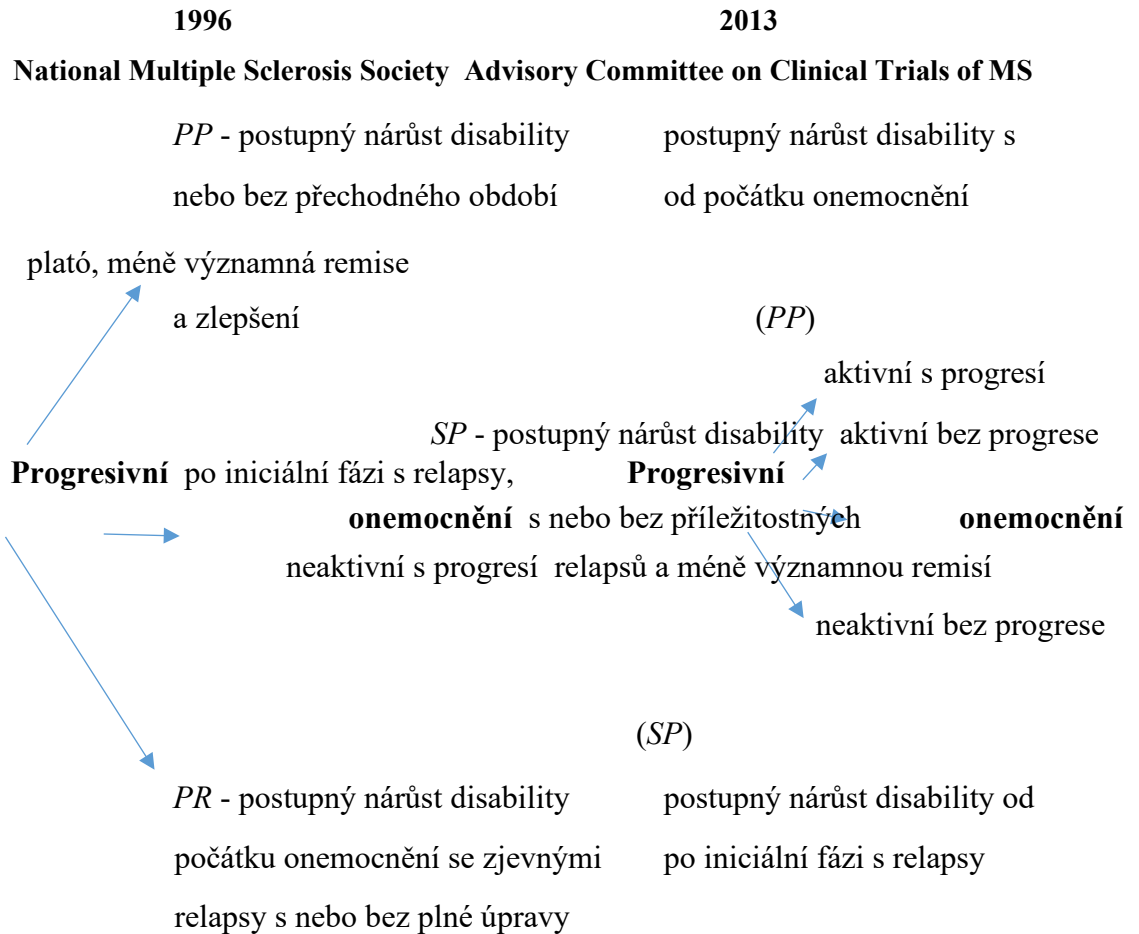 1996 2013
National Multiple Sclerosis Society Advisory Committee on Clinical Trials of MS
PP - postupný nárůst disability postupný nárůst disability s
nebo bez přechodného období od počátku onemocnění
plató, méně významná remise
a zlepšení (PP)
aktivní s progresí
SP - postupný nárůst disability aktivní bez progrese
Progresivní po iniciální fázi s relapsy, Progresivní
onemocnění s nebo bez příležitostných onemocnění
neaktivní s progresí relapsů a méně významnou remisí
neaktivní bez progrese
(SP)
PR - postupný nárůst disability postupný nárůst disability od
počátku onemocnění se zjevnými po iniciální fázi s relapsy
relapsy s nebo bez plné úpravy